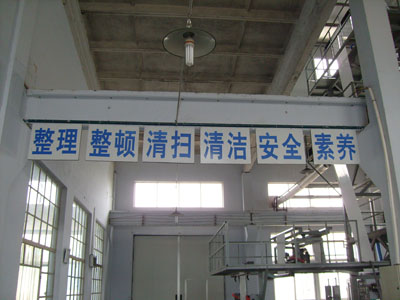 整理 整顿 清扫 清洁 安全 素养